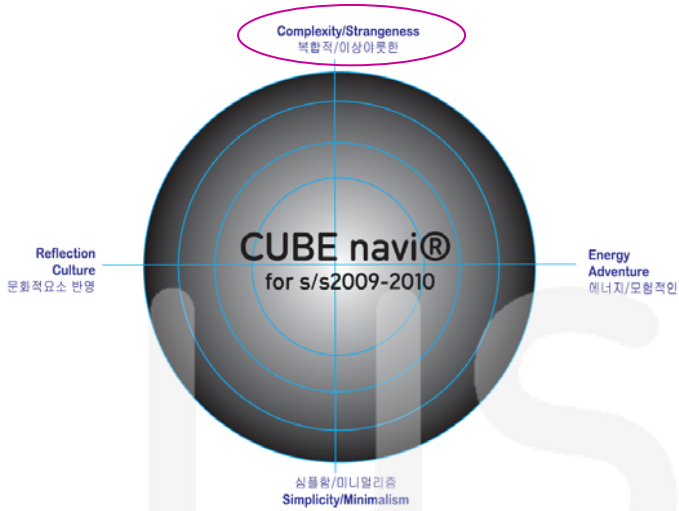 Complexity/Strangeness
복합적/이상야릇한
CUBE navi®
for s/s2009-2010
Reflection
Culture
문화적요소 반영
Energy
Adventure
에너지/모험적인
심플함/미니멀리즘
Simplicity/Minimalism